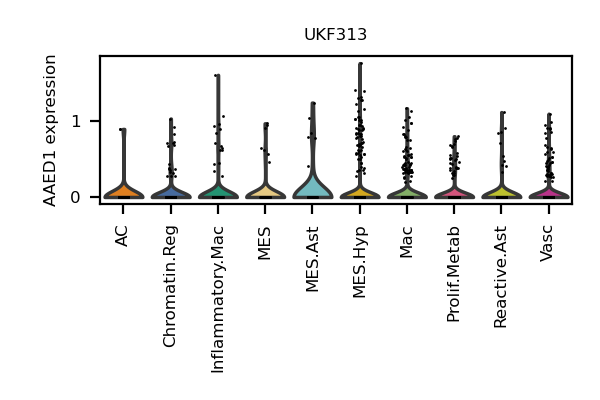 UKF313
AAED1 expression
1
0
AC
Chromatin.Reg
Inflammatory.Mac
MES
MES.Ast
MES.Hyp
Mac
Prolif.Metab
Reactive.Ast
Vasc